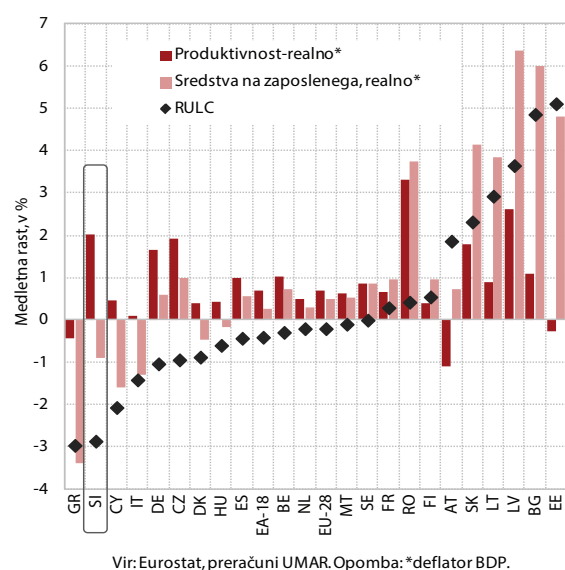 7
6
5
4
3
2
1
0
-1
-2
-3
-4
Medletna rast, v %
Produktivnost-realno*
Sredstva na zaposlenega, realno*
RULC
GR
SI
CY
IT
DE
CZ
DK
HU
ES
EA-18
BE
NL
EU-28
MT
SE
FR
RO
FI
AT
SK
LT
LV
BG
EE
Vir: Eurostat, preračuni UMAR. Opomba: *deflator BDP.